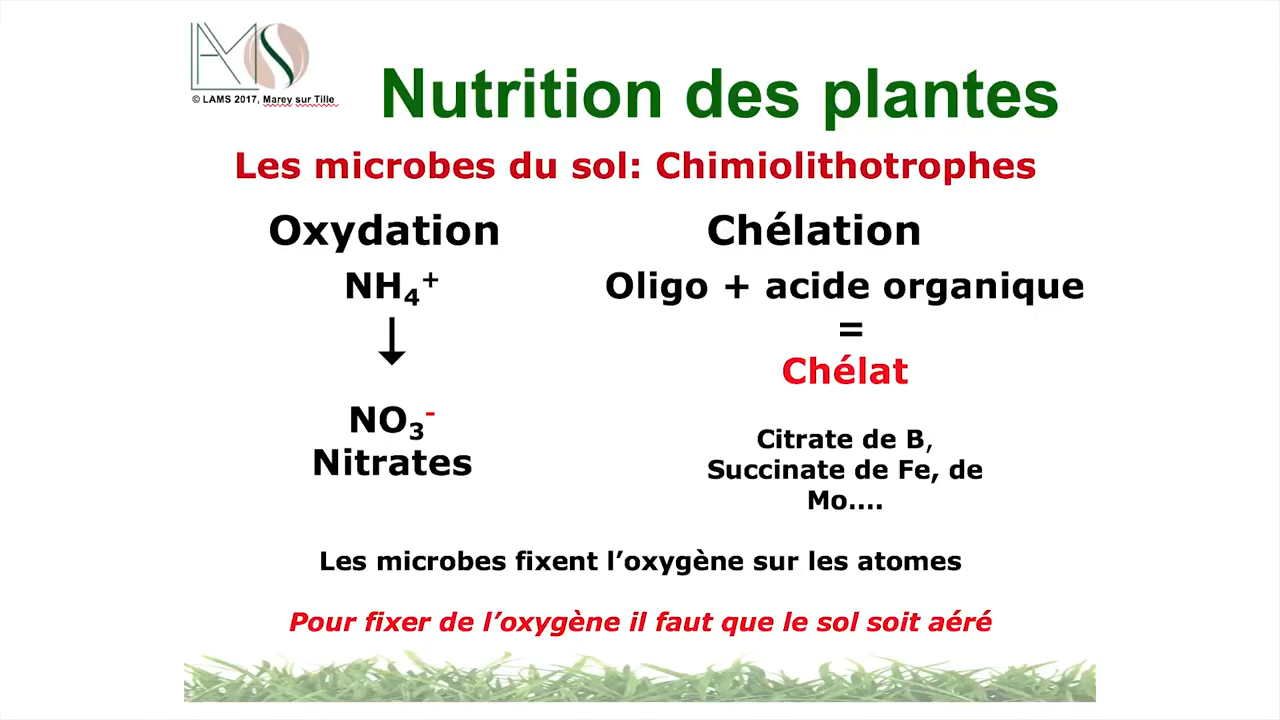 LAMS
© LAMS 2017, Marey sur Tille
Nutrition des plantes
Les microbes du sol: Chimiolithotrophes
Oxydation
NH₄⁺
↓
NO₃⁻
Nitrates
Chélation
Oligo + acide organique
=
Chélat
Citrate de B,
Succinate de Fe, de
Mo....
Les microbes fixent l’oxygène sur les atomes
Pour fixer de l’oxygène il faut que le sol soit aéré